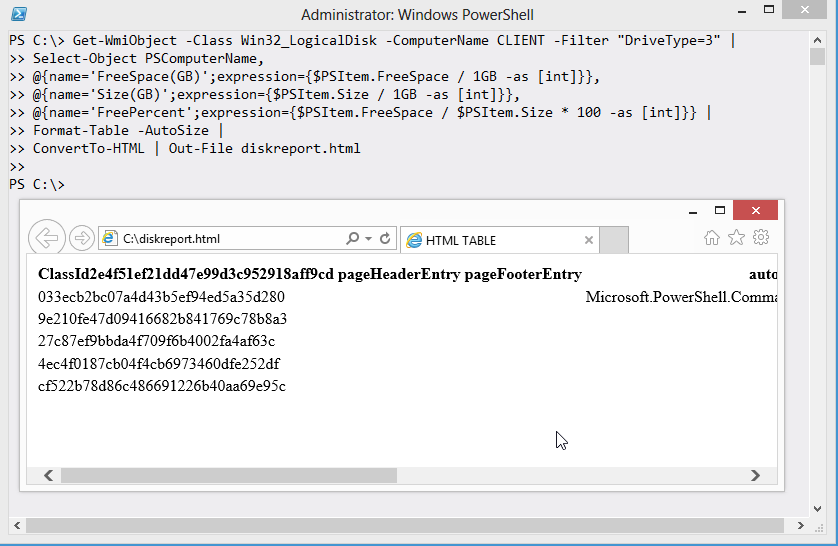 Administrator: Windows PowerShell
PS C:\> Get-WmiObject -Class Win32_LogicalDisk -ComputerName CLIENT -Filter "DriveType=3" |
>> Select-Object PSComputerName,
>> @{name='FreeSpace(GB)';expression={$PSItem.FreeSpace / 1GB -as [int]}},
>> @{name='Size(GB)';expression={$PSItem.Size / 1GB -as [int]}},
>> @{name='FreePercent';expression={$PSItem.FreeSpace / $PSItem.Size * 100 -as [int]}} |
>> Format-Table -AutoSize |
>> ConvertTo-HTML | Out-File diskreport.html
>>
PS C:\>
C:\diskreport.html
HTML TABLE
ClassId2e4f51ef21dd47e99d3c952918aff9cd pageHeaderEntry pageFooterEntry auto
033ecb2bc07a4d43b5ef94ed5a35d280 Microsoft.PowerShell.Comma
9e210fe47d09416682b841769c78b8a3
27c87ef9bbda4f709f6b4002fa4af63c
4ec4f0187cb04f4cb6973460dfe252df
cf522b78d86c486691226b40aa69e95c